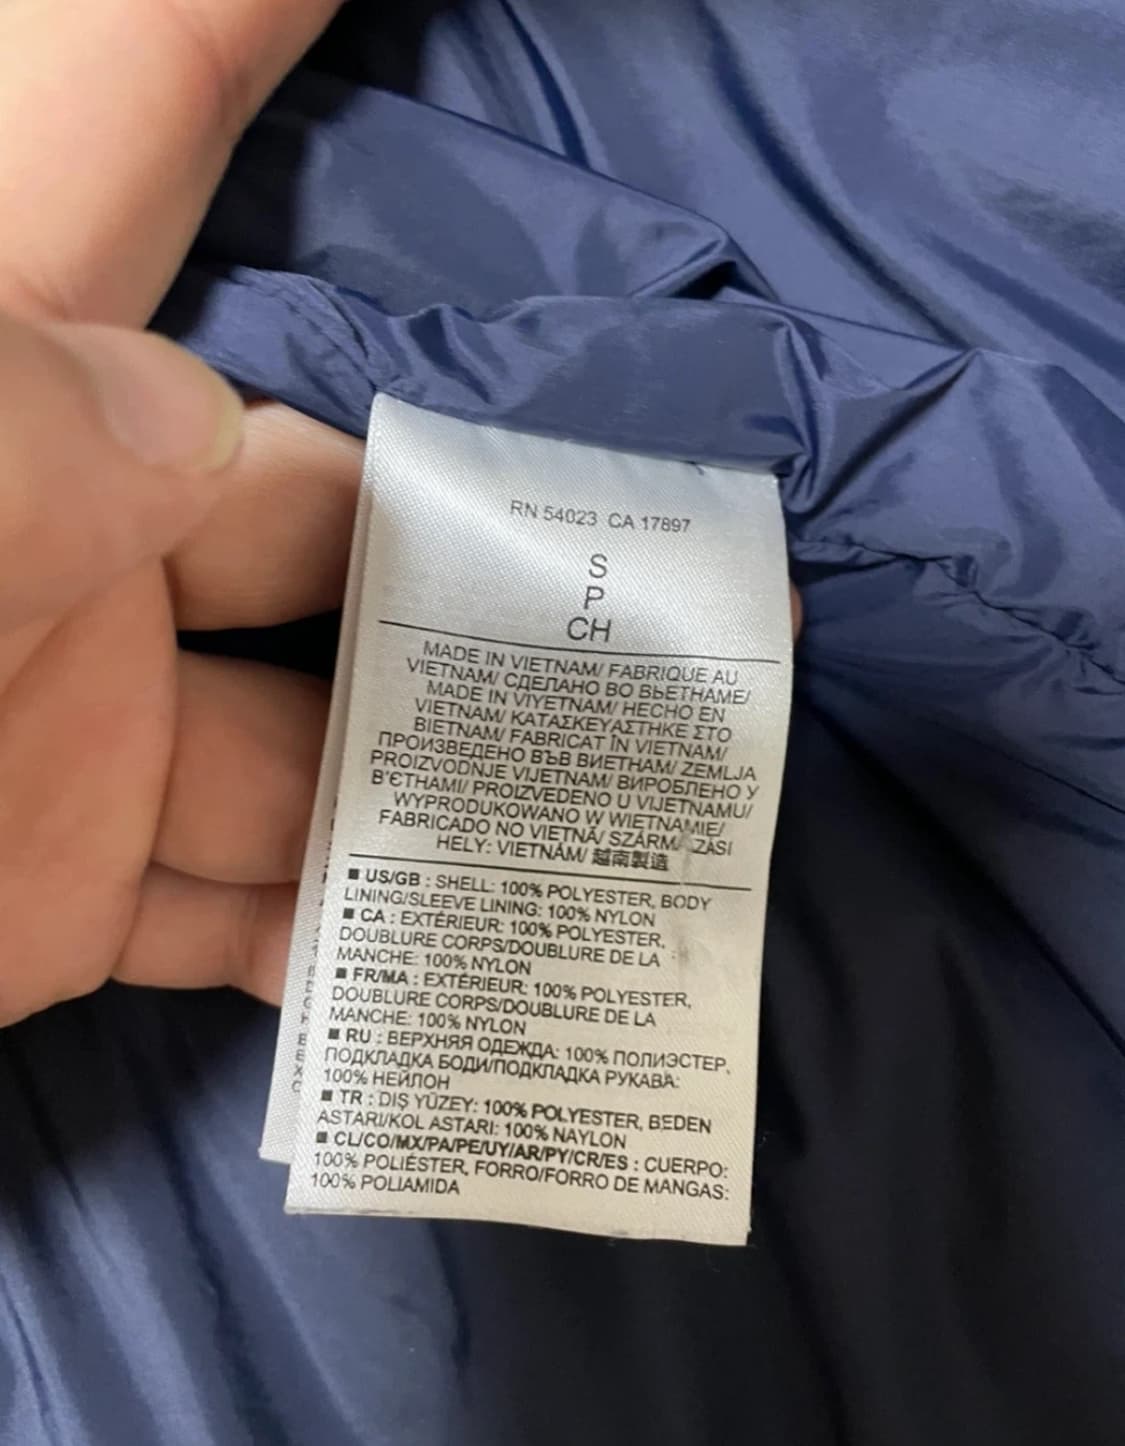 RN 54023 CA 17897
S
P
CH
MADE IN VIETNAM/ FABRIQUE AU
VIETNAM/ СДЕЛАНО ВО ВЬЕТНАМЕ/
MADE IN VIYETNAM/ HECHO EN
VIETNAM/ ΚΑΤΑΣΚΕΥΑΣΤΗΚΕ ΣΤΟ
ΒΙΕΤΝΑΜ/ FABRICAT ÎN VIETNAM/
ПРОИЗВЕДЕНО ВЪВ ВИЕТНАМ/ ZEMLJA
PROIZVODNJE VIJETNAM/ ВИРОБЛЕНО У
В'ЄТНАМІ/ PROIZVEDENO U VIJETNAMU/
WYPRODUKOWANO W WIETNAMIE/
FABRICADO NO VIETNÃ/ SZÁRMAZÁSI
HELY: VIETNÁM/ 越南製造
■ US/GB : SHELL: 100% POLYESTER, BODY
LINING/SLEEVE LINING: 100% NYLON
■ CA : EXTÉRIEUR: 100% POLYESTER,
DOUBLURE CORPS/DOUBLURE DE LA
MANCHE: 100% NYLON
■ FR/MA : EXTÉRIEUR: 100% POLYESTER,
DOUBLURE CORPS/DOUBLURE DE LA
MANCHE: 100% NYLON
■ RU : ВЕРХНЯЯ ОДЕЖДА: 100% ПОЛИЭСТЕР,
ПОДКЛАДКА БОДИ/ПОДКЛАДКА РУКАВА:
100% НЕЙЛОН
■ TR : DIŞ YÜZEY: 100% POLYESTER, BEDEN
ASTARI/KOL ASTARI: 100% NAYLON
■ CL/CO/MX/PA/PE/UY/AR/PY/CR/ES : CUERPO:
100% POLIÉSTER, FORRO/FORRO DE MANGAS:
100% POLIAMIDA